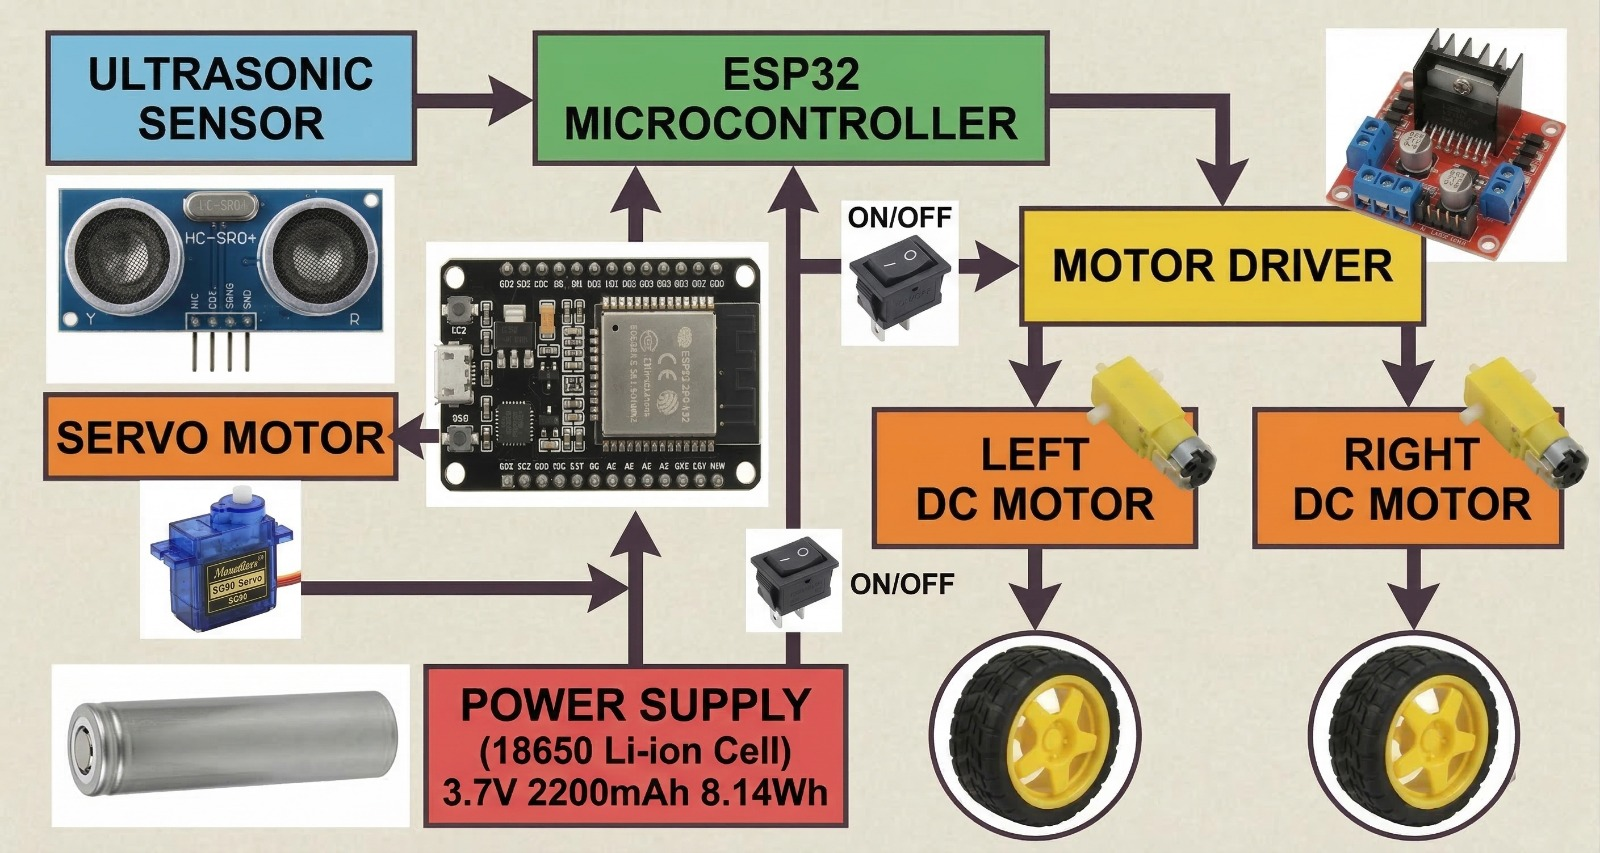 ULTRASONIC
SENSOR
ESP32
MICROCONTROLLER
HC-SR04
ON/OFF
MOTOR DRIVER
SERVO MOTOR
LEFT
DC MOTOR
RIGHT
DC MOTOR
SG90 Servo
SG90
ON/OFF
POWER SUPPLY
(18650 Li-ion Cell)
3.7V 2200mAh 8.14Wh